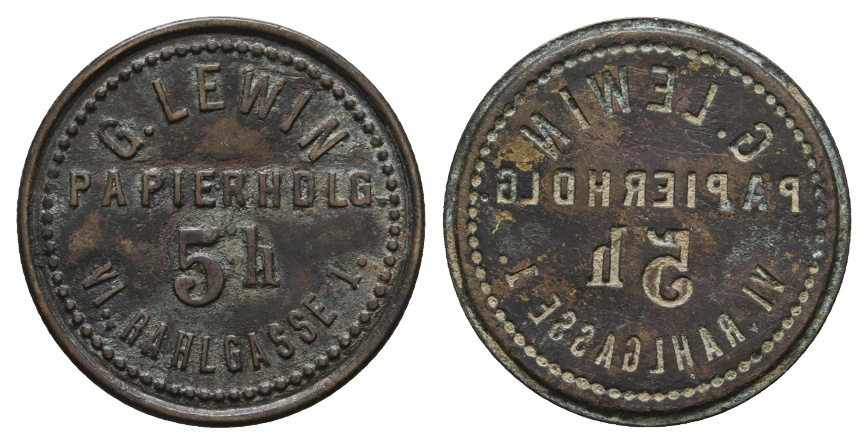 G. LEWIN
PAPIERHDLG.
5 h
VI., RAHLGASSE 1.
G. LEWIN
PAPIERHDLG.
5 h
VI., RAHLGASSE 1.